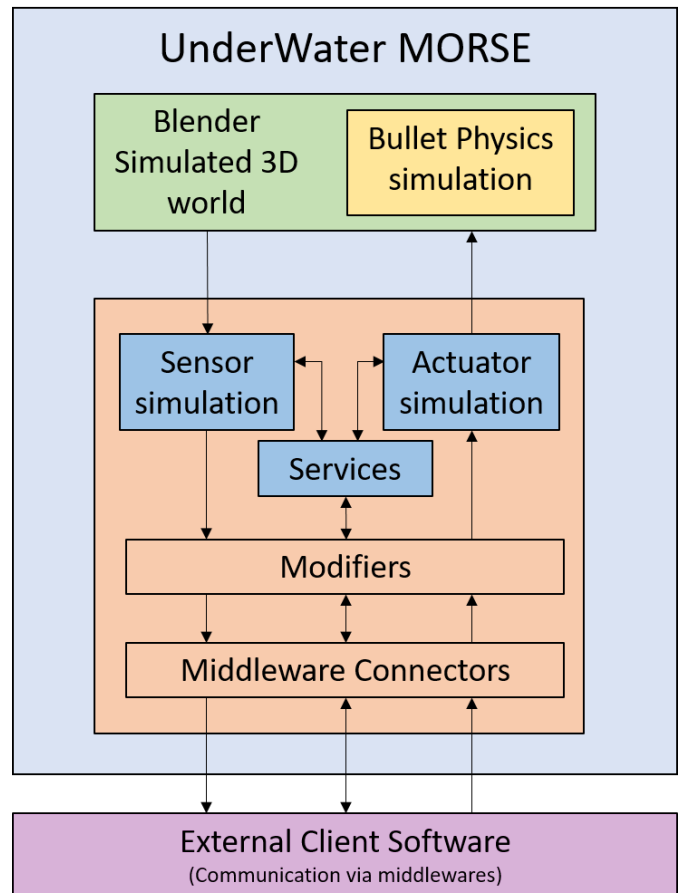 UnderWater MORSE
Blender
Simulated 3D
world
Bullet Physics
simulation
Sensor
simulation
Actuator
simulation
Services
Modifiers
Middleware Connectors
External Client Software
(Communication via middlewares)